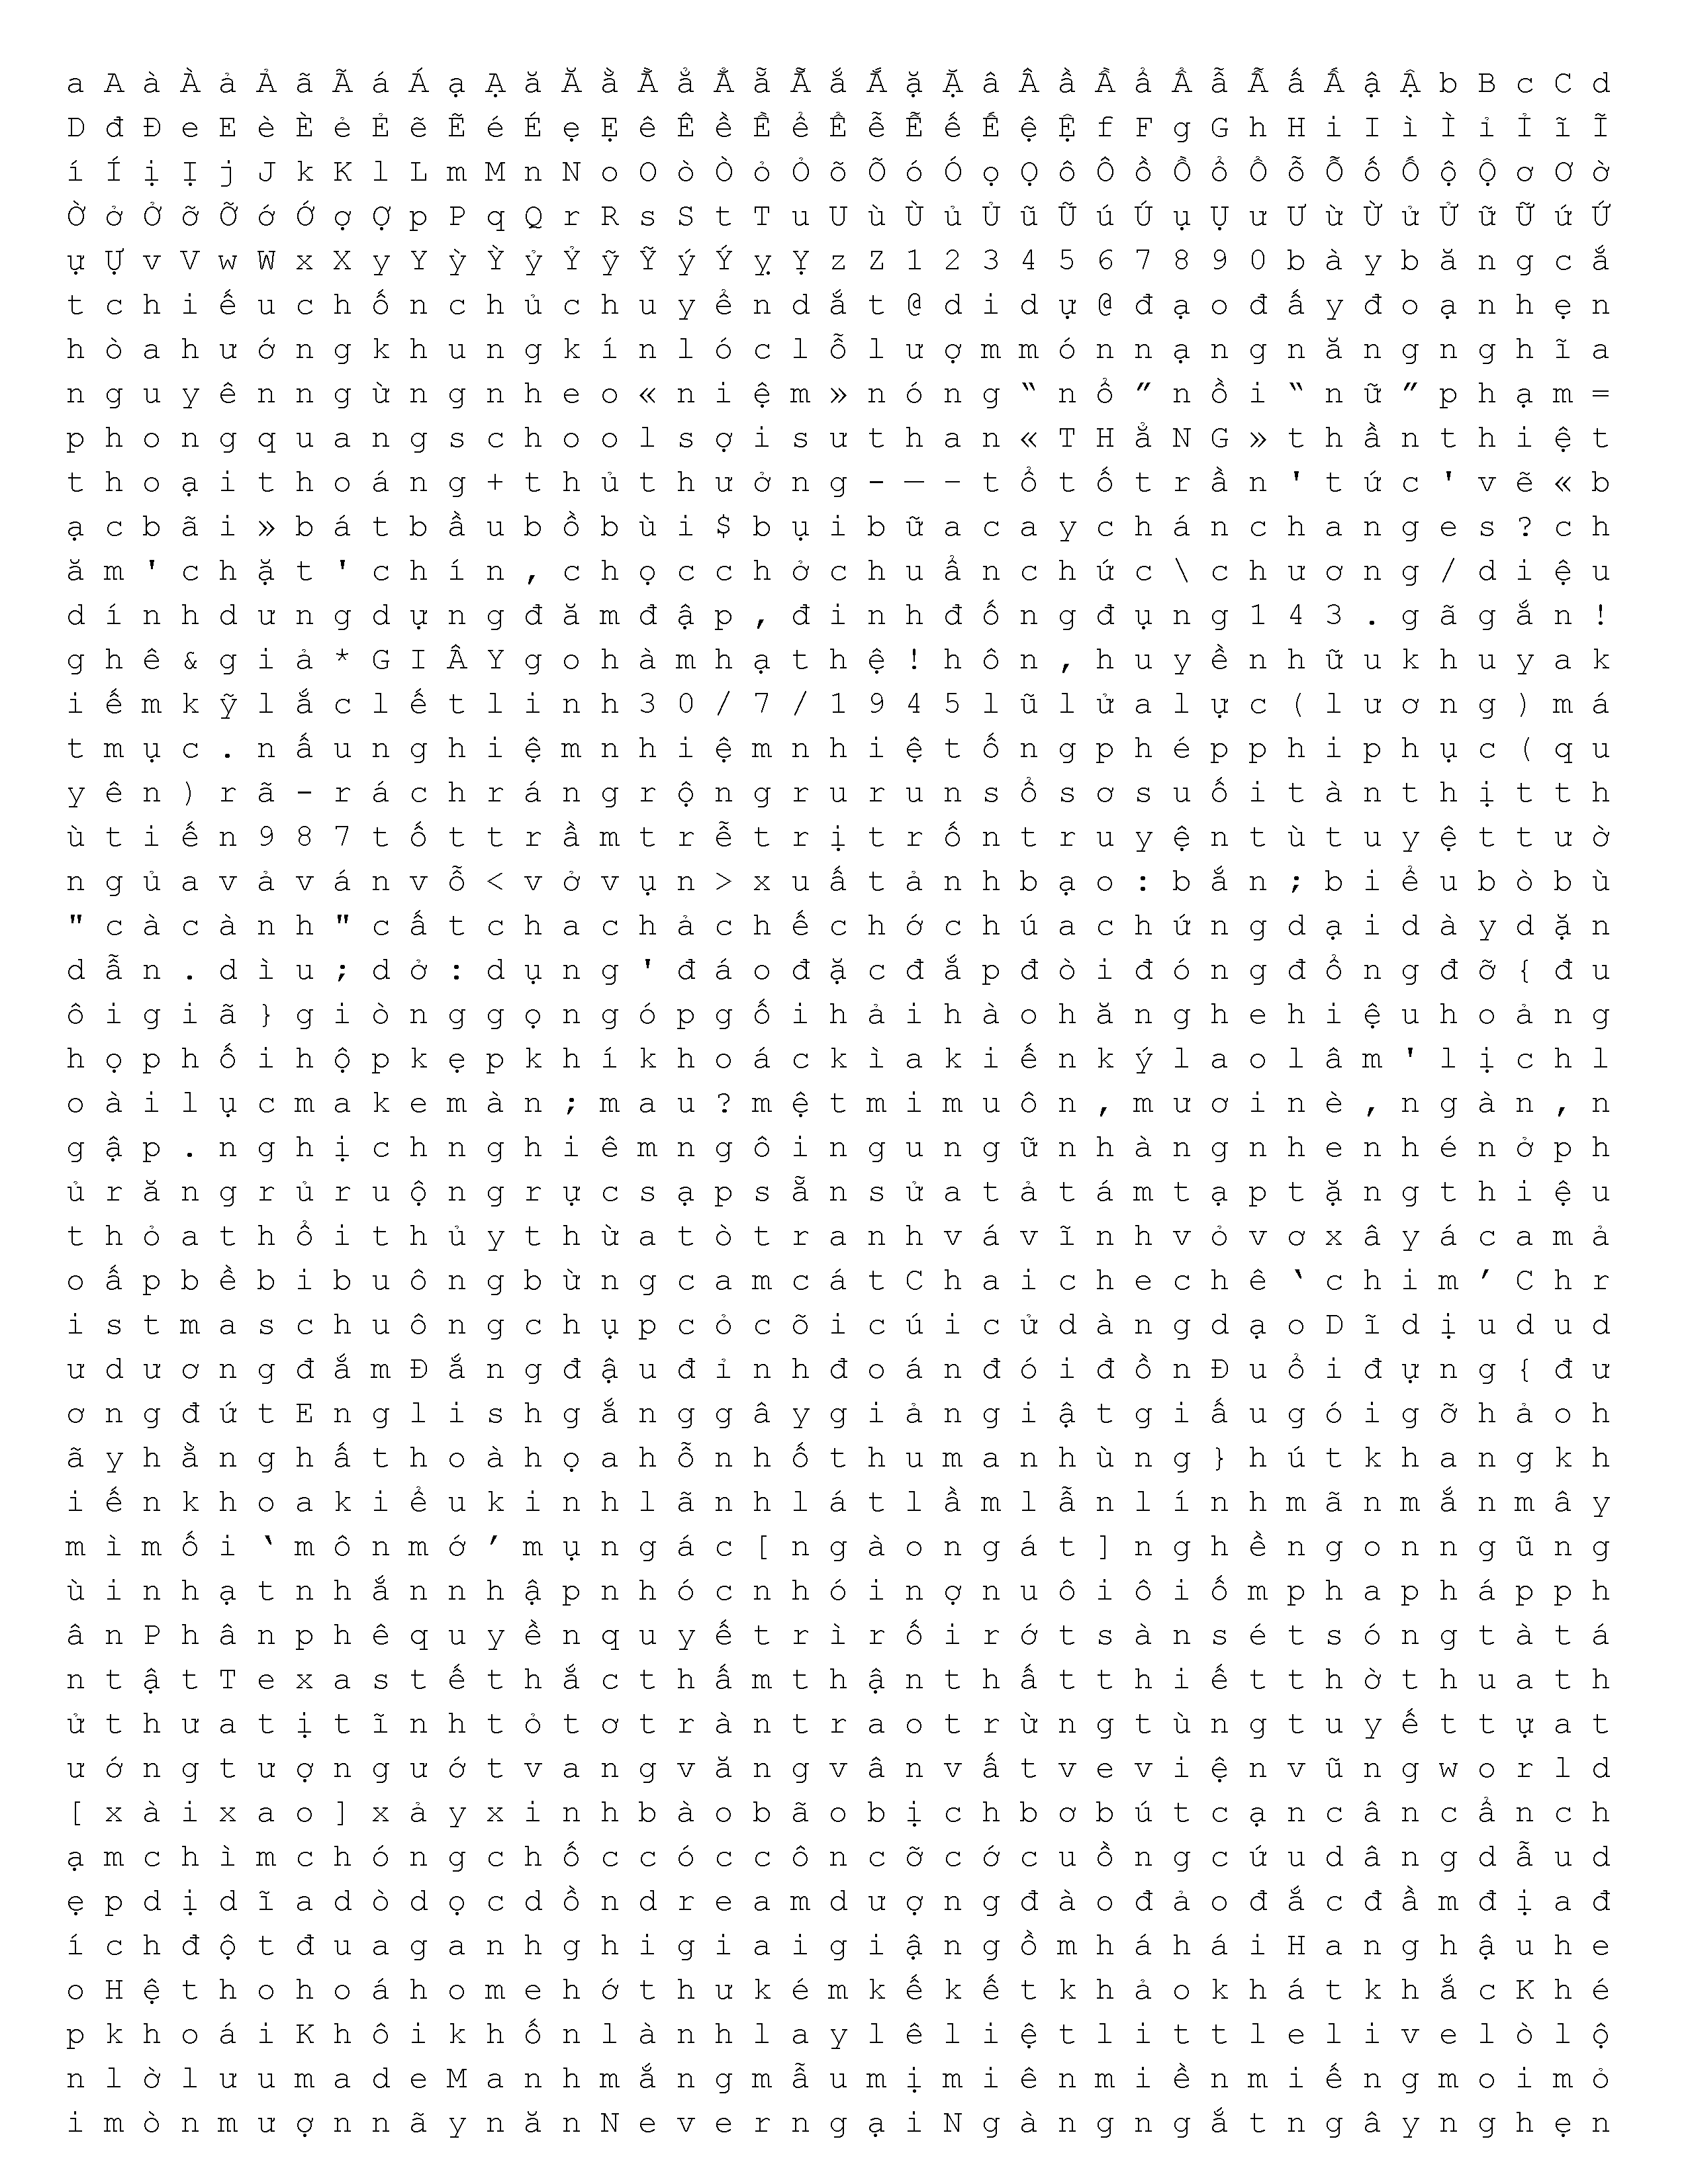 a A à À ả Ả ã Ã á Á ạ Ạ ă Ă ằ Ằ ẳ Ẳ ẵ Ẵ ắ Ắ ặ Ặ â Â ầ Ầ ẩ Ẩ ẫ Ẫ ấ Ấ ậ Ậ b B c C d
D đ Đ e E è È ẻ Ẻ ẽ Ẽ é É ẹ Ẹ ê Ê ề Ề ể Ể ễ Ễ ế Ế ệ Ệ f F g G h H i I ì Ì ỉ Ỉ ĩ Ĩ
í Í ị Ị j J k K l L m M n N o O ò Ò ỏ Ỏ õ Õ ó Ó ọ Ọ ô Ô ồ Ồ ổ Ổ ỗ Ỗ ố Ố ộ Ộ ơ Ơ ờ
Ờ ở Ở ỡ Ỡ ớ Ớ ợ Ợ p P q Q r R s S t T u U ù Ù ủ Ủ ũ Ũ ú Ú ụ Ụ ư Ư ừ Ừ ử Ử ữ Ữ ứ Ứ
ự Ự v V w W x X y Y ỳ Ỳ ỷ Ỷ ỹ Ỹ ý Ý ỵ Ỵ z Z 1 2 3 4 5 6 7 8 9 0 b à y b ă n g c ắ
t c h i ế u c h ố n c h ủ c h u y ể n d ắ t @ d i d ự @ đ ạ o đ ấ y đ o ạ n h ẹ n
h ò a h ư ớ n g k h u n g k í n l ó c l ỗ l ư ợ m m ó n n ạ n g n ă n g n g h ĩ a
n g u y ê n n g ừ n g n h e o « n i ệ m » n ó n g “ n ổ ” n ồ i “ n ữ ” p h ạ m =
p h o n g q u a n g s c h o o l s ợ i s ư t h a n « T H ẳ N G » t h ầ n t h i ệ t
t h o ạ i t h o á n g + t h ủ t h ư ở n g - — – t ổ t ố t r ầ n ' t ứ c ' v ẽ « b
ạ c b ã i » b á t b ầ u b ồ b ù i $ b ụ i b ữ a c a y c h á n c h a n g e s ? c h
ă m ' c h ặ t ' c h í n , c h ọ c c h ở c h u ẩ n c h ứ c \ c h ư ơ n g / d i ệ u
d í n h d ư n g d ự n g đ ă m đ ậ p , đ i n h đ ố n g đ ụ n g 1 4 3 . g ã g ắ n !
g h ê & g i ả * G I Â Y g o h à m h ạ t h ệ ! h ô n , h u y ề n h ữ u k h u y a k
i ế m k ỹ l ắ c l ế t l i n h 3 0 / 7 / 1 9 4 5 l ũ l ử a l ự c ( l ư ơ n g ) m á
t m ụ c . n ấ u n g h i ệ m n h i ệ m n h i ệ t ố n g p h é p p h i p h ụ c ( q u
y ê n ) r ã - r á c h r á n g r ộ n g r u r u n s ổ s ơ s u ố i t à n t h ị t t h
ù t i ế n 9 8 7 t ố t t r ầ m t r ễ t r ị t r ố n t r u y ệ n t ù t u y ệ t t ư ờ
n g ủ a v ả v á n v ỗ < v ở v ụ n > x u ấ t ả n h b ạ o : b ắ n ; b i ể u b ò b ù
" c à c à n h " c ấ t c h a c h ả c h ế c h ớ c h ú a c h ứ n g d ạ i d à y d ặ n
d ẫ n . d ì u ; d ở : d ụ n g ' đ á o đ ặ c đ ắ p đ ò i đ ó n g đ ổ n g đ ỡ { đ u
ô i g i ã } g i ò n g g ọ n g ó p g ố i h ả i h à o h ă n g h e h i ệ u h o ả n g
h ọ p h ố i h ộ p k ẹ p k h í k h o á c k ì a k i ế n k ý l a o l â m ' l ị c h l
o à i l ụ c m a k e m à n ; m a u ? m ệ t m i m u ô n , m ư ơ i n è , n g à n , n
g ậ p . n g h ị c h n g h i ê m n g ô i n g u n g ữ n h à n g n h e n h é n ở p h
ủ r ă n g r ủ r u ộ n g r ự c s ạ p s ẵ n s ử a t ả t á m t ạ p t ặ n g t h i ệ u
t h ỏ a t h ổ i t h ủ y t h ừ a t ò t r a n h v á v ĩ n h v ỏ v ơ x â y á c a m ả
o ấ p b ề b i b u ô n g b ừ n g c a m c á t C h a i c h e c h ê ‘ c h i m ’ C h r
i s t m a s c h u ô n g c h ụ p c ỏ c õ i c ú i c ử d à n g d ạ o D ĩ d ị u d u d
ư d ư ơ n g đ ắ m Đ ắ n g đ ậ u đ ỉ n h đ o á n đ ó i đ ồ n Đ u ổ i đ ự n g { đ ư
ơ n g đ ứ t E n g l i s h g ắ n g g â y g i ả n g i ậ t g i ấ u g ó i g ỡ h ả o h
ã y h ằ n g h ấ t h o à h ọ a h ỗ n h ố t h u m a n h ù n g } h ú t k h a n g k h
i ế n k h o a k i ể u k i n h l ã n h l á t l ầ m l ẫ n l í n h m ã n m ắ n m â y
m ì m ố i ‘ m ô n m ớ ’ m ụ n g á c [ n g à o n g á t ] n g h ề n g o n n g ũ n g
ù i n h ạ t n h ắ n n h ậ p n h ó c n h ó i n ợ n u ô i ô i ố m p h a p h á p p h
â n P h â n p h ê q u y ề n q u y ế t r ì r ố i r ớ t s à n s é t s ó n g t à t á
n t ậ t T e x a s t ế t h ắ c t h ấ m t h ậ n t h ấ t t h i ế t t h ờ t h u a t h
ử t h ư a t ị t ĩ n h t ỏ t ơ t r à n t r a o t r ừ n g t ù n g t u y ế t t ự a t
ư ớ n g t ư ợ n g ư ớ t v a n g v ă n g v â n v ấ t v e v i ệ n v ũ n g w o r l d
[ x à i x a o ] x ả y x i n h b à o b ã o b ị c h b ơ b ú t c ạ n c â n c ẩ n c h
ạ m c h ì m c h ó n g c h ố c c ó c c ô n c ỡ c ớ c u ồ n g c ứ u d â n g d ẫ u d
ẹ p d ị d ĩ a d ò d ọ c d ồ n d r e a m d ư ợ n g đ à o đ ả o đ ắ c đ ầ m đ ị a đ
í c h đ ộ t đ u a g a n h g h i g i a i g i ậ n g ồ m h á h á i H a n g h ậ u h e
o H ệ t h o h o á h o m e h ớ t h ư k é m k ế k ế t k h ả o k h á t k h ắ c K h é
p k h o á i K h ô i k h ố n l à n h l a y l ê l i ệ t l i t t l e l i v e l ò l ộ
n l ờ l ư u m a d e M a n h m ắ n g m ẫ u m ị m i ê n m i ề n m i ế n g m o i m ỏ
i m ò n m ư ợ n n ã y n ă n N e v e r n g ạ i N g à n g n g ắ t n g â y n g h ẹ n